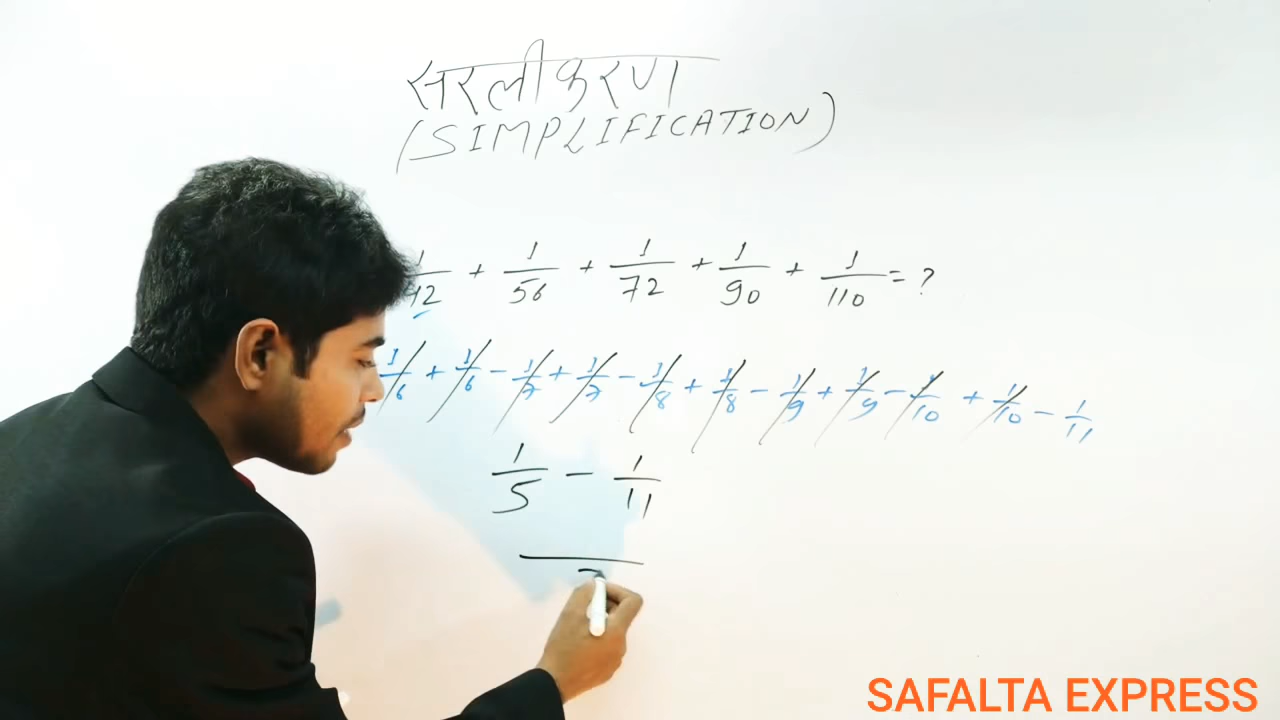 सरलीकरण
(SIMPLIFICATION)
1/42 + 1/56 + 1/72 + 1/90 + 1/110 = ?
1/6 + 1/6 - 1/7 + 1/7 - 1/8 + 1/8 - 1/9 + 1/9 - 1/10 + 1/10 - 1/11
1/5 - 1/11
SAFALTA EXPRESS